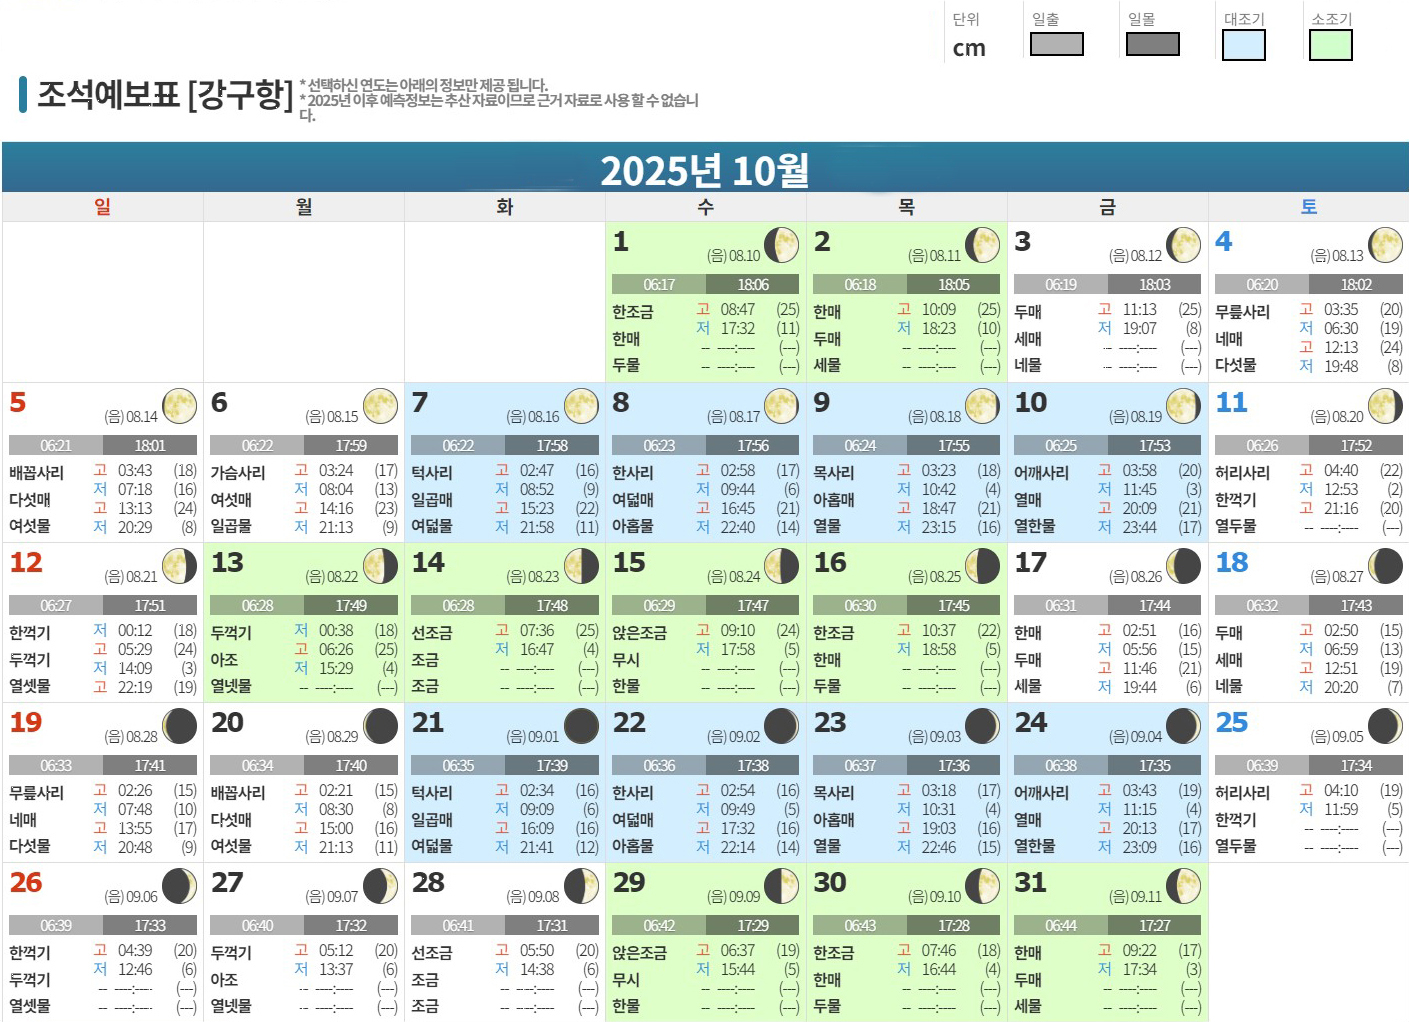 단위 일출 일몰 대조기 소조기
cm
조석예보표 [강구항]
* 선택하신 연도는 아래의 정보만 제공 됩니다.
* 2025년 이후 예측정보는 추산 자료이므로 근거 자료로 사용 할 수 없습니
다.
2025년 10월
일 월 화 수 목 금 토
1 (음) 08.10
06:17 18:06
한조금 고 08:47 (25)
저 17:32 (11)
한매 -- ----:---- (---)
두물 -- ----:---- (---)
2 (음) 08.11
06:18 18:05
한매 고 10:09 (25)
저 18:23 (10)
두매 -- ----:---- (---)
세물 -- ----:---- (---)
3 (음) 08.12
06:19 18:03
두매 고 11:13 (25)
저 19:07 (8)
세매 -- ----:---- (---)
네물 -- ----:---- (---)
4 (음) 08.13
06:20 18:02
무릎사리 고 03:35 (20)
저 06:30 (19)
네매 고 12:13 (24)
다섯물 저 19:48 (8)
5 (음) 08.14
06:21 18:01
배꼽사리 고 03:43 (18)
저 07:18 (16)
다섯매 고 13:13 (24)
여섯물 저 20:29 (8)
6 (음) 08.15
06:22 17:59
가슴사리 고 03:24 (17)
저 08:04 (13)
여섯매 고 14:16 (23)
일곱물 저 21:13 (9)
7 (음) 08.16
06:22 17:58
턱사리 고 02:47 (16)
저 08:52 (9)
일곱매 고 15:23 (22)
여덟물 저 21:58 (11)
8 (음) 08.17
06:23 17:56
한사리 고 02:58 (17)
저 09:44 (6)
여덟매 고 16:45 (21)
아홉물 저 22:40 (14)
9 (음) 08.18
06:24 17:55
목사리 고 03:23 (18)
저 10:42 (4)
아홉매 고 18:47 (21)
열물 저 23:15 (16)
10 (음) 08.19
06:25 17:53
어깨사리 고 03:58 (20)
저 11:45 (3)
열매 고 20:09 (21)
열한물 저 23:44 (17)
11 (음) 08.20
06:26 17:52
허리사리 고 04:40 (22)
저 12:53 (2)
한꺽기 고 21:16 (20)
열두물 -- ----:---- (---)
12 (음) 08.21
06:27 17:51
한꺽기 저 00:12 (18)
고 05:29 (24)
두꺽기 저 14:09 (3)
열셋물 고 22:19 (19)
13 (음) 08.22
06:28 17:49
두꺽기 저 00:38 (18)
고 06:26 (25)
아조 저 15:29 (4)
열넷물 -- ----:---- (---)
14 (음) 08.23
06:28 17:48
선조금 고 07:36 (25)
저 16:47 (4)
조금 -- ----:---- (---)
조금 -- ----:---- (---)
15 (음) 08.24
06:29 17:47
앉은조금 고 09:10 (24)
저 17:58 (5)
무시 -- ----:---- (---)
한물 -- ----:---- (---)
16 (음) 08.25
06:30 17:45
한조금 고 10:37 (22)
저 18:58 (5)
한매 -- ----:---- (---)
두물 -- ----:---- (---)
17 (음) 08.26
06:31 17:44
한매 고 02:51 (16)
저 05:56 (15)
두매 고 11:46 (21)
세물 저 19:44 (6)
18 (음) 08.27
06:32 17:43
두매 고 02:50 (15)
저 06:59 (13)
세매 고 12:51 (19)
네물 저 20:20 (7)
19 (음) 08.28
06:33 17:41
무릎사리 고 02:26 (15)
저 07:48 (10)
네매 고 13:55 (17)
다섯물 저 20:48 (9)
20 (음) 08.29
06:34 17:40
배꼽사리 고 02:21 (15)
저 08:30 (8)
다섯매 고 15:00 (16)
여섯물 저 21:13 (11)
21 (음) 09.01
06:35 17:39
턱사리 고 02:34 (16)
저 09:09 (6)
일곱매 고 16:09 (16)
여덟물 저 21:41 (12)
22 (음) 09.02
06:36 17:38
한사리 고 02:54 (16)
저 09:49 (5)
여덟매 고 17:32 (16)
아홉물 저 22:14 (14)
23 (음) 09.03
06:37 17:36
목사리 고 03:18 (17)
저 10:31 (4)
아홉매 고 19:03 (16)
열물 저 22:46 (15)
24 (음) 09.04
06:38 17:35
어깨사리 고 03:43 (19)
저 11:15 (4)
열매 고 20:13 (17)
열한물 저 23:09 (16)
25 (음) 09.05
06:39 17:34
허리사리 고 04:10 (19)
저 11:59 (5)
한꺽기 -- ----:---- (---)
열두물 -- ----:---- (---)
26 (음) 09.06
06:39 17:33
한꺽기 고 04:39 (20)
저 12:46 (6)
두꺽기 -- ----:---- (---)
열셋물 -- ----:---- (---)
27 (음) 09.07
06:40 17:32
두꺽기 고 05:12 (20)
저 13:37 (6)
아조 -- ----:---- (---)
열넷물 -- ----:---- (---)
28 (음) 09.08
06:41 17:31
선조금 고 05:50 (20)
저 14:38 (6)
조금 -- ----:---- (---)
조금 -- ----:---- (---)
29 (음) 09.09
06:42 17:29
앉은조금 고 06:37 (19)
저 15:44 (5)
무시 -- ----:---- (---)
한물 -- ----:---- (---)
30 (음) 09.10
06:43 17:28
한조금 고 07:46 (18)
저 16:44 (4)
한매 -- ----:---- (---)
두물 -- ----:---- (---)
31 (음) 09.11
06:44 17:27
한매 고 09:22 (17)
저 17:34 (3)
두매 -- ----:---- (---)
세물 -- ----:---- (---)